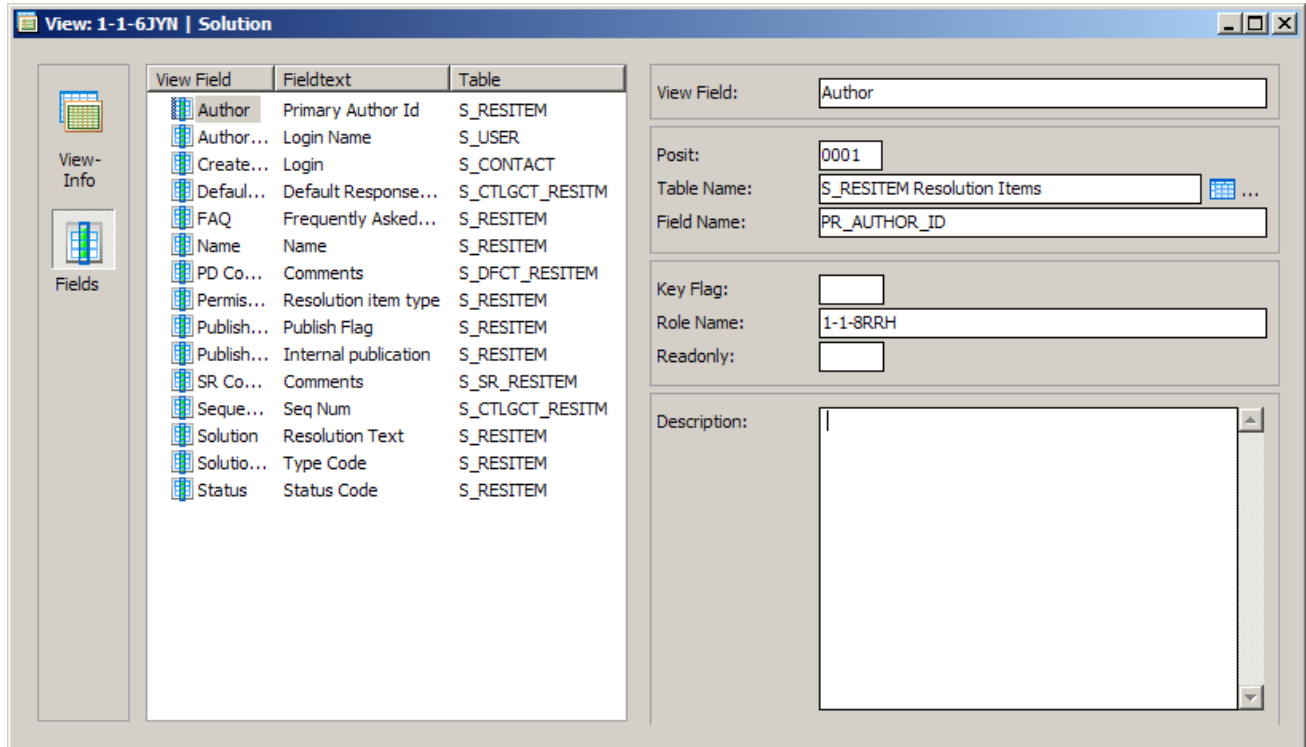 View: 1-1-6JYN | Solution
View-
Info
Fields
View Field Fieldtext Table
Author Primary Author Id S_RESITEM
Author... Login Name S_USER
Create... Login S_CONTACT
Defaul... Default Response... S_CTLGCT_RESITM
FAQ Frequently Asked... S_RESITEM
Name Name S_RESITEM
PD Co... Comments S_DFCT_RESITEM
Permis... Resolution item type S_RESITEM
Publish... Publish Flag S_RESITEM
Publish... Internal publication S_RESITEM
SR Co... Comments S_SR_RESITEM
Seque... Seq Num S_CTLGCT_RESITM
Solution Resolution Text S_RESITEM
Solutio... Type Code S_RESITEM
Status Status Code S_RESITEM
View Field: Author
Posit: 0001
Table Name: S_RESITEM Resolution Items ...
Field Name: PR_AUTHOR_ID
Key Flag:
Role Name: 1-1-8RRH
Readonly:
Description: